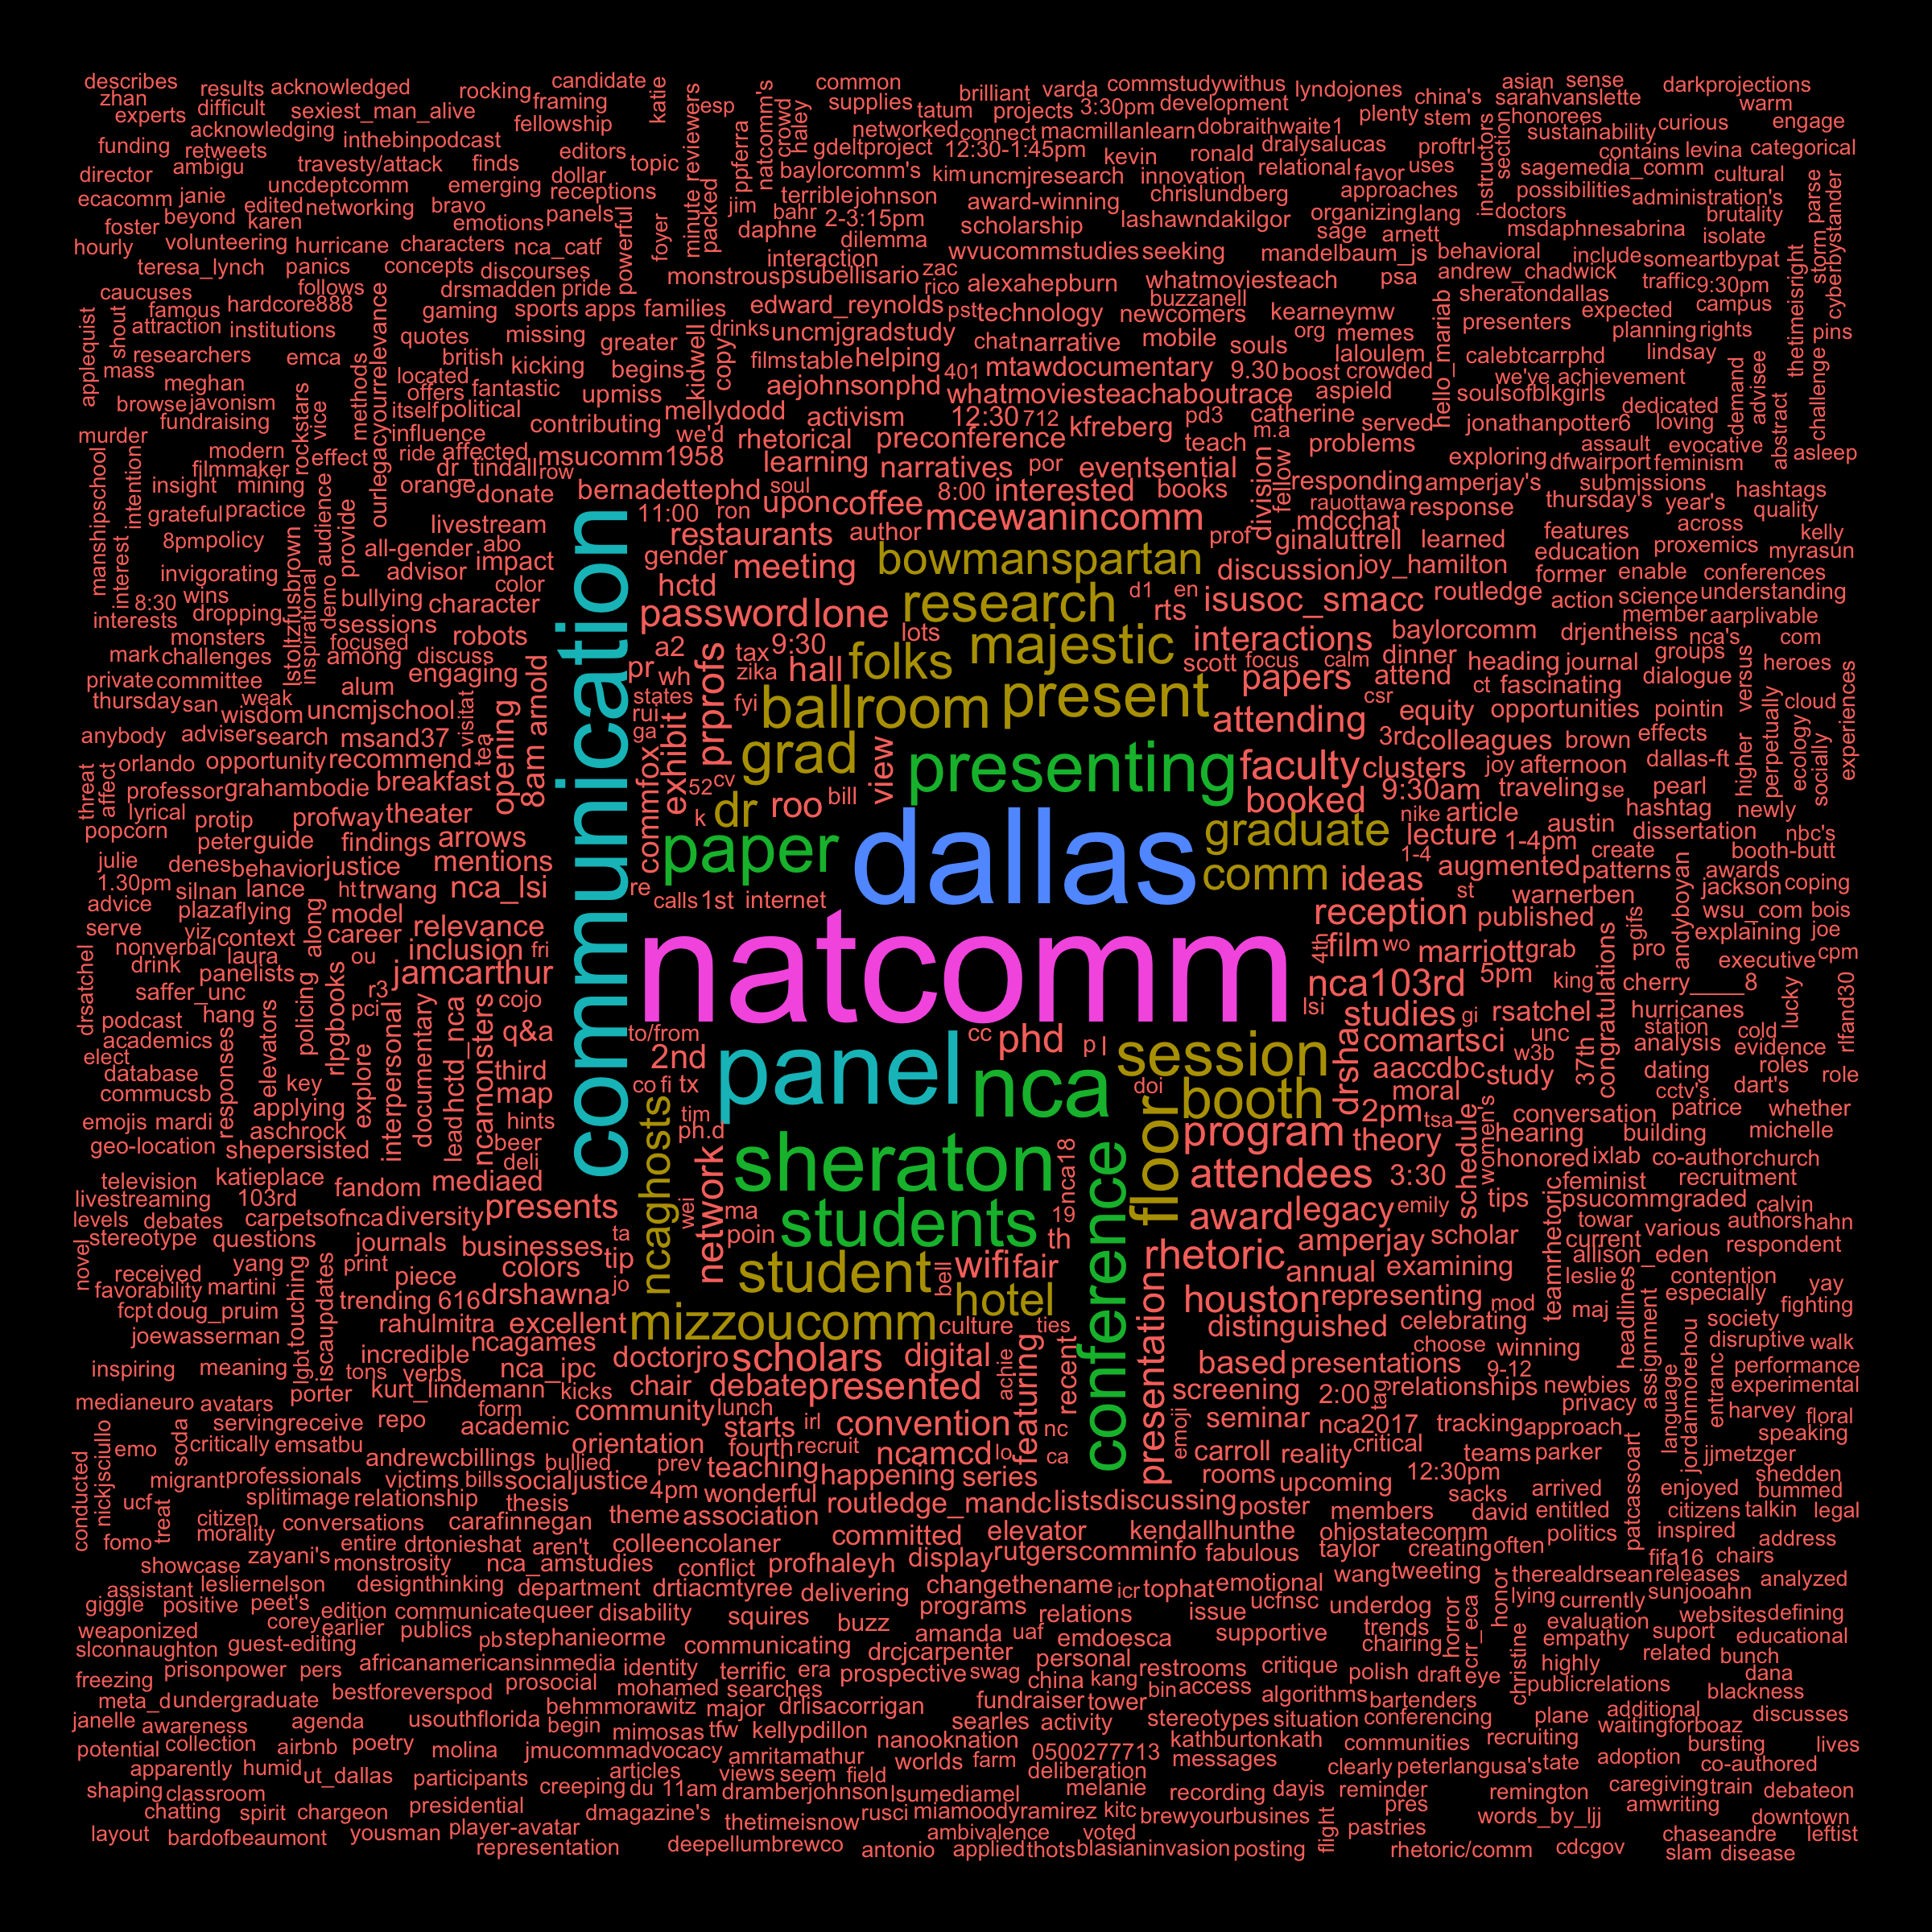 describes results acknowledged rocking candidate common brilliant varda commstudywithus lyndojones china's asian sense darkprojections
zhan experts difficult sexiest_man_alive framing katie esp supplies tatum projects 3:30pm development plenty stem sarahvanslette honorees warm
funding acknowledging inthebinpodcast fellowship editors minute reviewers natcomm's crowd haley networked connect macmillanlearn dobraithwaite1 sustainability curious engage
director retweets ambigu travesty/attack finds dollar topic ppferra gdeltproject 12:30-1:45pm kevin ronald dralysalucas proftrl uses instructors section contains levina categorical
ecacomm janie uncdeptcomm emerging receptions jim packed baylorcomm's kim uncmjresearch innovation relational favor sagemedia_comm cultural
foster beyond edited karen networking bravo emotions panels powerful foyer terrible johnson bahr award-winning chrislundberg approaches possibilities administration's
hourly volunteering hurricane characters nca_catf daphne 2-3:15pm scholarship lashawndakilgor organizing lang doctors brutality storm parse cyberbystander
teresa_lynch panics concepts discourses interaction dilemma wvucommstudies seeking sage arnett msdaphnesabrina isolate
caucuses follows drsmadden pride monstrous psubellisario zac rico alexahepburn whatmoviesteach mandelbaum_js psa behavioral andrew_chadwick include someartbypat traffic 9:30pm
applequist shout famous hardcore888 ourlegacyyourrelevance gaming sports apps families edward_reynolds pst technology newcomers buzzanell kearneymw hello_mariab sheratondallas expected campus
attraction institutions quotes missing greater drinks uncmjgradstudy chat narrative mobile souls org memes presenters planning rights pins thetimeisright
mass researchers emca british kicking begins kidwell copy films table helping 401 mtawdocumentary 9.30 boost laloulem crowded calebtcarrphd lindsay
meghan methods located offers fantastic upmiss aejohnsonphd whatmoviesteachaboutrace aspield we've achievement soulsofblkgirls demand advisee challenge
browse javonism fundraising rockstars vice itself political contributing mellydodd activism 12:30 712 pd3 catherine served dedicated loving
murder modern influence we'd rhetorical preconference kfreberg teach m.a problems jonathanpotter6 assault evocative abstract asleep
manshipschool intention filmmaker effect ride affected dr_tindall row msucomm1958 learning narratives por eventsential division fellow responding exploring dfwairport feminism
insight mining orange donate bernadettephd soul upon coffee 8:00 interested books rauottawa amperjay's submissions hashtags
grateful practice audience provide livestream 11:00 ron mcewanincomm mdcchat response thursday's year's quality
8pm policy all-gender abo restaurants author prof ginaluttrell learned features across kelly
interest invigorating advisor impact gender meeting bowmanspartan discussion joy_hamilton education proxemics myrasun
8:30 wins lstoltzfusbrown inspirational demo bullying color hctd research d1 en isusoc_smacc routledge former enable conferences
interests dropping character password lone rts action science understanding
monsters sessions focused robots a2 tax 9:30 lots majestic interactions baylorcomm drjentheiss member aarplivable nca's com
mark challenges among discuss pr wh zika hall folks scott focus calm dinner heading journal groups heroes
private committee engaging prprofs states fyi present papers attend ct fascinating dialogue versus
thursday san weak alum 8am arnold opening visitat rui ballroom attending csr equity opportunities pointin cloud
anybody wisdom uncmjschool tea ga exhibit grad 3rd colleagues brown effects experiences
adviser search msand37 commfox view presenting faculty clusters joy afternoon dallas-ft higher perpetually ecology socially
threat affect orlando opportunity recommend breakfast 52 cv roo bill booked 9:30am traveling se pearl
professor grahambodie k dr nike article hashtag newly
lyrical protip profway theater communication paper dallas graduate lecture 1-4pm austin dissertation nbc's
popcorn peter guide findings arrows 1-4 create booth-butt
julie denes behavior justice mentions comm ideas augmented patterns awards
1.30pm silnan lance ht trwang nca_lsi re calls 1st internet st warnerben jackson coping
advice plaza flying model relevance reception published gifs andyboyan wsu_com bois
serve viz context along career inclusion fri natcomm 4th film wo marriott grab pro explaining joe
nonverbal laura ou jamcarthur nca103rd 5pm king congratulations executive cpm
drink panelists rlpgbooks r3 cojo lsi studies gi rsatchel cherry____8
drsatchel saffer_unc hang policing pci interpersonal documentary leadhctd_nca ncamonsters q&a to/from cc phd p l comartsci unc hurricanes lucky rlfand30
podcast academics elevators 2nd panel session drshaa w3b 37th station cold analysis evidence
elect database responses key explore third nca aaccdbc study dating roles role
commucsb applying map co fi tx doi booth moral cctv's dart's
emojis mardi aschrock hints tim floor 2pm tsa conversation patrice whether
geo-location shepersisted beer ph.d ncaghosts program theory schedule women's hearing building michelle
television katieplace deli network sheraton nca18 19 attendees 3:30 honored ixlab co-author church
livestreaming 103rd fandom mediaed wei ma conference award legacy emily tips feminist recruitment
levels debates carpetsofnca diversity presents ta poin students th scholar psucommgraded calvin
stereotype questions journals businesses tip rhetoric amperjay teamrhetoric current towar various authors hahn
novel yang print colors bell student wifi fair annual examining allison_eden respondent
received martini piece jo leslie contention yay
favorability trending 616 drshawna hotel houston representing mod maj especially fighting
fcpt doug_pruim touching iscaupdates rahulmitra excellent mizzoucomm culture ties distinguished celebrating headlines society
joewasserman lgbt incredible ncagames choose winning disruptive walk
inspiring meaning tons verbs nca_ipc doctorjro scholars digital achie recent presentation based presentations 9-12 assignment performance
medianeuro avatars porter kurt_lindemann kicks chair debate presented featuring screening 2:00 tag relationships newbies language entranc experimental
form community lunch irl convention nc seminar nca2017 privacy jordanmorehou harvey floral
serving receive repo academic starts emoji tracking approach speaking
conducted nickjsciullo emo soda critically emsatbu orientation fourth recruit ncamcd lo ca carroll reality critical teams parker jjmetzger
andrewcbillings bullied prev teaching happening series rooms upcoming 12:30pm patcassoart shedden
migrant professionals victims bills socialjustice 4pm wonderful sacks arrived enjoyed bummed
ucf treat splitimage relationship thesis theme association routledge_mandc lists discussing poster members david entitled citizens talkin legal
citizen conversations carafinnegan committed elevator kendallhunthe ohiostatecomm politics inspired
fomo morality entire drtonieshat aren't colleencolaner rutgerscomminfo fabulous taylor creating often address
showcase zayani's monstrosity nca_amstudies conflict profhaleyh display wang tweeting therealdrsean fifa16 chairs
assistant lesliernelson designthinking department drtiacmtyree delivering changethename icr tophat emotional releases analyzed
giggle positive peet's edition communicate queer disability squires buzz programs relations issue ucfnsc underdog honor lying currently sunjooahn
weaponized corey earlier publics amanda uaf supportive trends horror evaluation websites defining
slconnaughton guest-editing pb stephanieorme communicating drcjcarpenter emdoesca chairing crr_eca empathy suport educational
freezing prisonpower pers africanamericansinmedia identity terrific era prospective swag personal restrooms critique polish draft eye christine highly related bunch
meta_d undergraduate bestforeverspod prosocial mohamed searches china kang bin access algorithms publicrelations dana
janelle awareness agenda usouthflorida behmmorawitz major drlisacorrigan fundraiser tower bartenders additional blackness
begin mimosas tfw kellypdillon searles activity stereotypes situation conferencing plane waitingforboaz discusses
potential collection airbnb poetry molina jmucommadvocacy amritamathur nanooknation kathburtonkath communities recruiting bursting lives
apparently humid ut_dallas participants articles views seem field worlds farm 0500277713 messages clearly peterlangusa's state adoption co-authored
shaping classroom creeping du 11am dramberjohnson lsumediamel deliberation melanie recording dayis reminder remington caregiving train debateon
chatting spirit chargeon presidential dmagazine's thetimeisnow rusci miamoodyramirez kitc brewyourbusines pres words_by_ljj amwriting downtown
layout bardofbeaumont yousman player-avatar ambivalence voted flight pastries chaseandre leftist
representation deepellumbrewco antonio applied thots blasianinvasion posting rhetoric/comm cdcgov slam disease